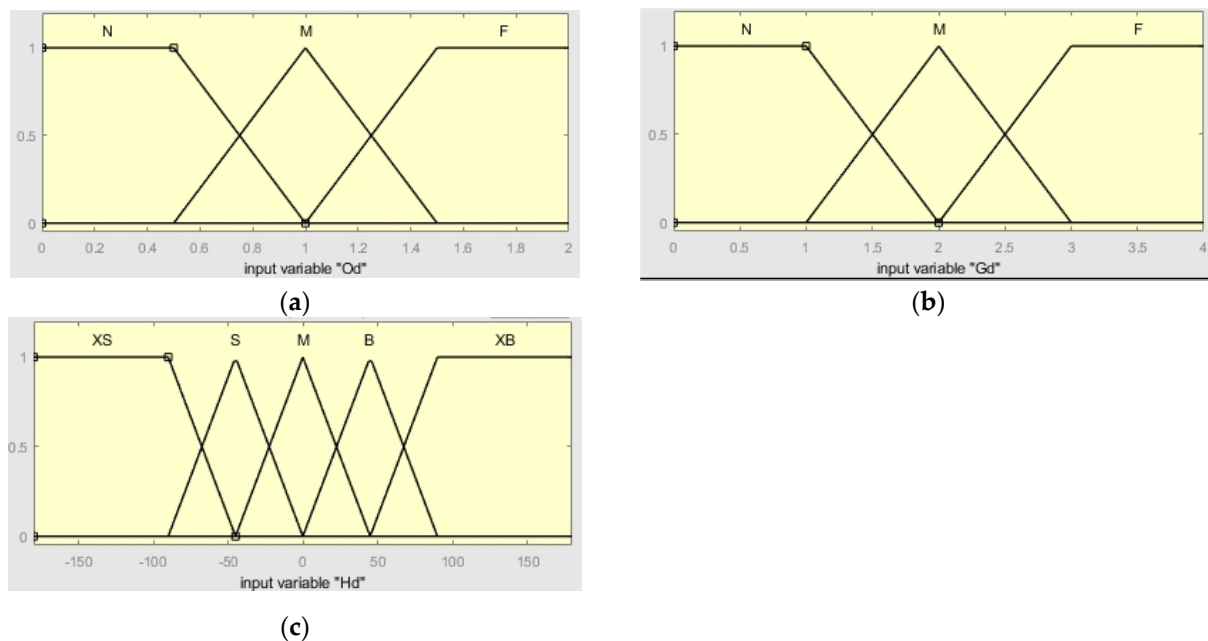 N M F
1
0.5
0
0 0.2 0.4 0.6 0.8 1 1.2 1.4 1.6 1.8 2
input variable "Od"
(a)
N M F
1
0.5
0
0 0.5 1 1.5 2 2.5 3 3.5 4
input variable "Gd"
(b)
XS S M B XB
1
0.5
0
-150 -100 -50 0 50 100 150
input variable "Hd"
(c)